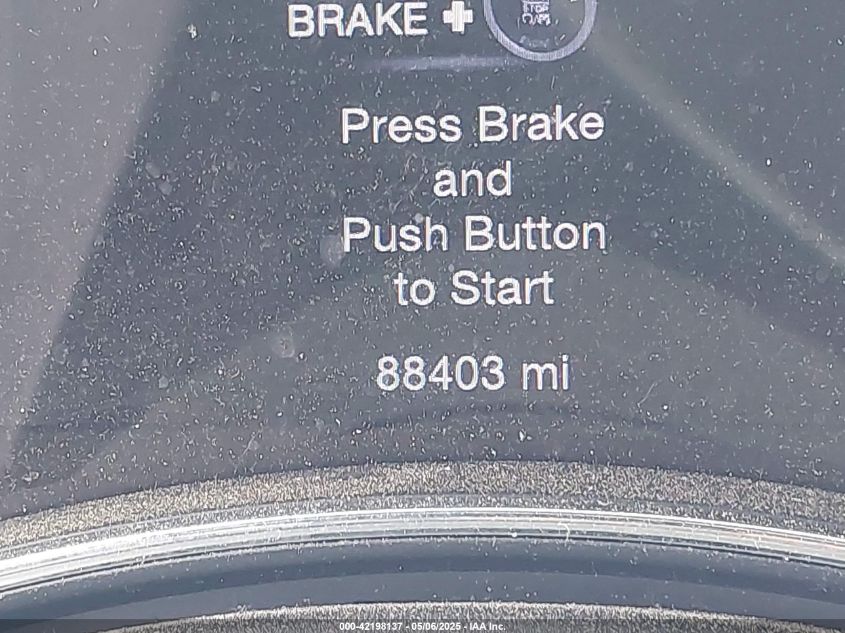 BRAKE +
Press Brake
and
Push Button
to Start
88403 mi
000-42198137 - 05/06/2025 - IAA Inc.